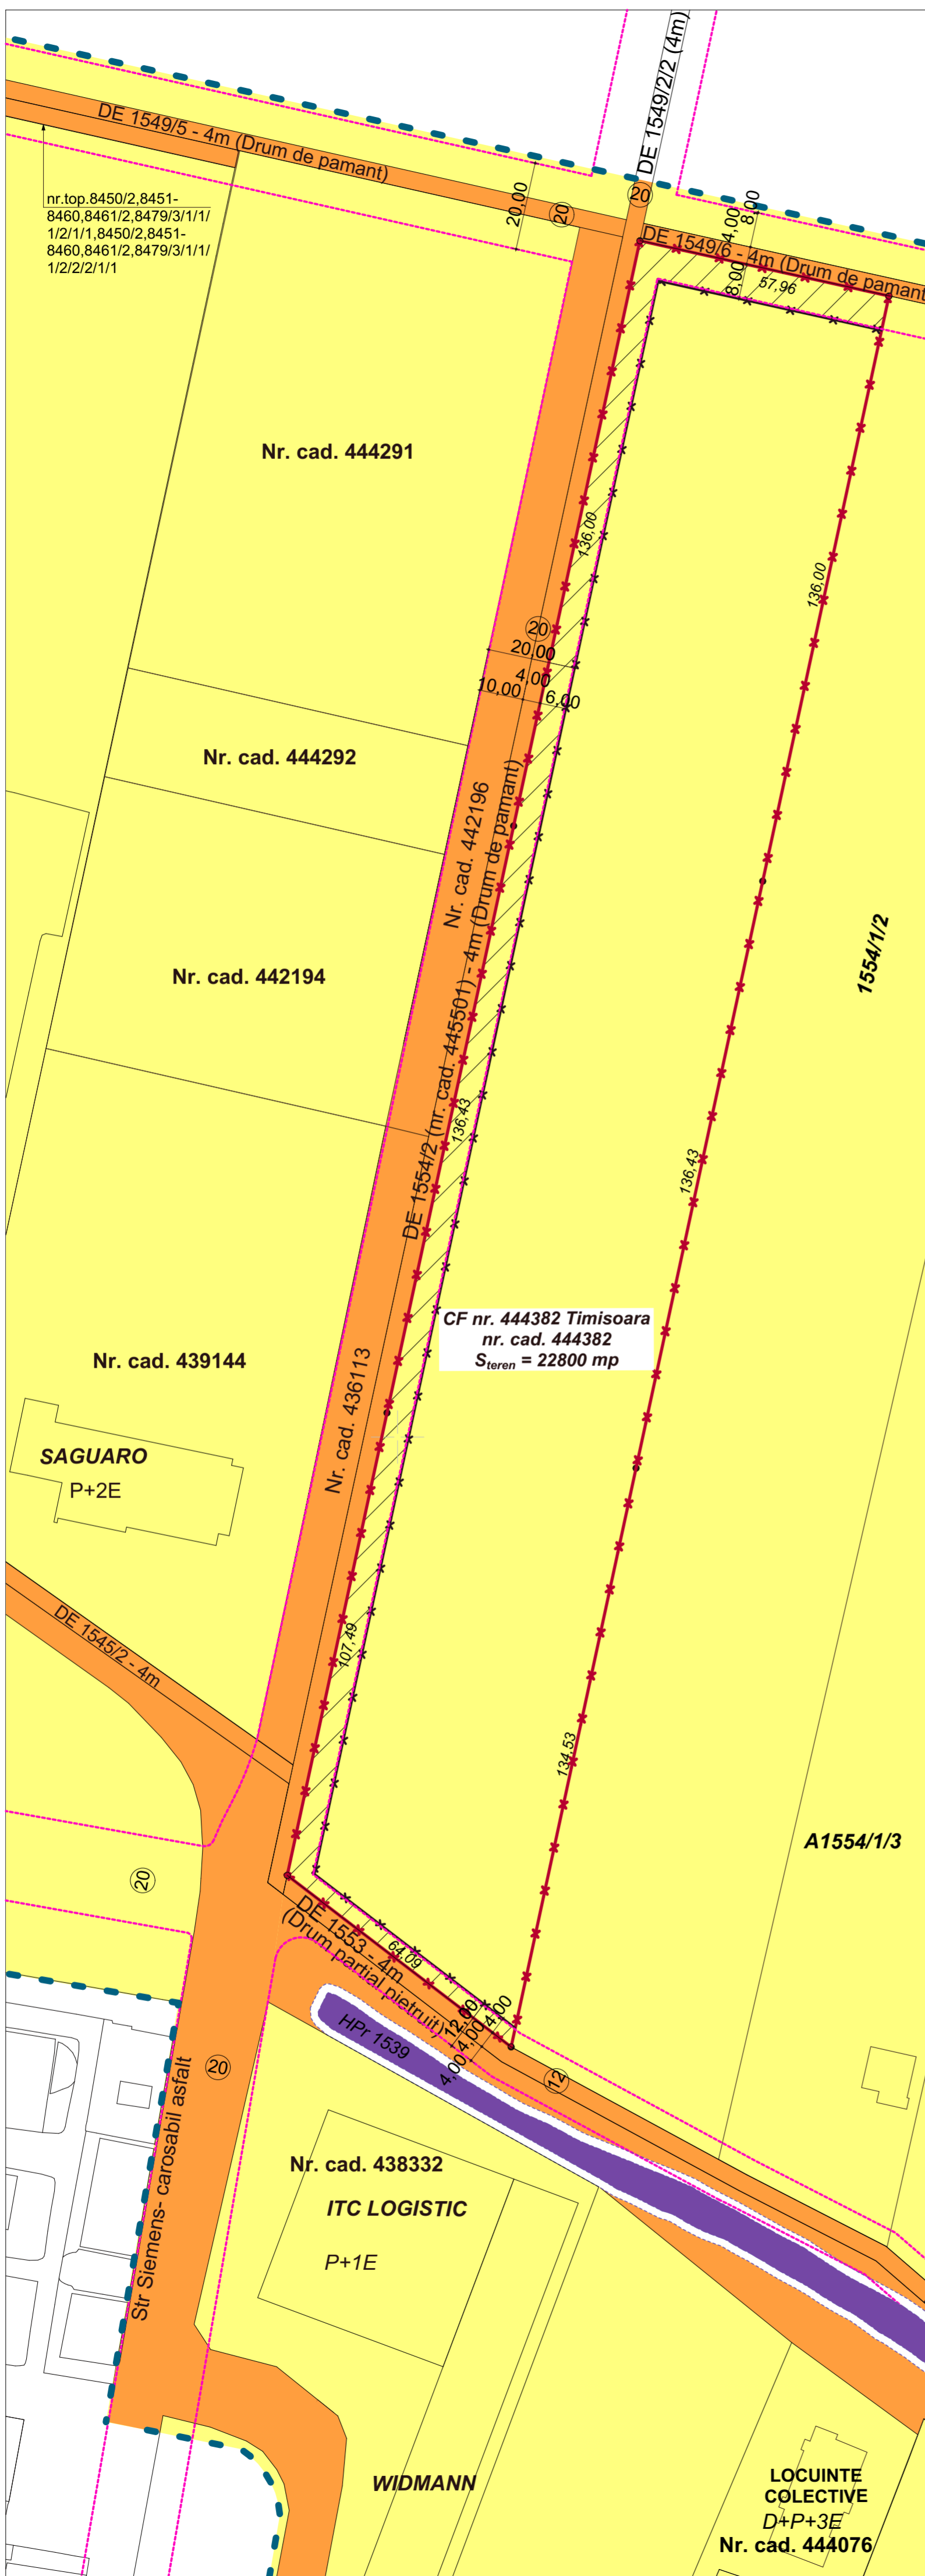 DE 1549/2/2 (4m)
DE 1549/5 - 4m (Drum de pamant)
nr.top.8450/2,8451-
8460,8461/2,8479/3/1/1/
1/2/1/1,8450/2,8451-
8460,8461/2,8479/3/1/1/
1/2/2/2/1/1
20,00
20
20
4,00
8,00
DE 1549/6 - 4m (Drum de pamant
8,00
57,96
Nr. cad. 444291
136,00
136,00
20
20,00
4,00
10,00
6,00
Nr. cad. 444292
Nr. cad. 442196
DE 1554/2 (nr. cad. 445501) - 4m (Drum de pamant)
1554/1/2
Nr. cad. 442194
136,43
136,43
CF nr. 444382 Timisoara
nr. cad. 444382
Steren = 22800 mp
Nr. cad. 439144
Nr. cad. 436113
SAGUARO
P+2E
107,49
DE 1545/2 - 4m
134,53
A1554/1/3
20
DE 1553 - 4m
(Drum partial pietruit)
64,09
12,00
4,00
4,00
4,00
HPr 1539
12
20
Str Siemens- carosabil asfalt
Nr. cad. 438332
ITC LOGISTIC
P+1E
WIDMANN
LOCUINTE
COLECTIVE
D+P+3E
Nr. cad. 444076